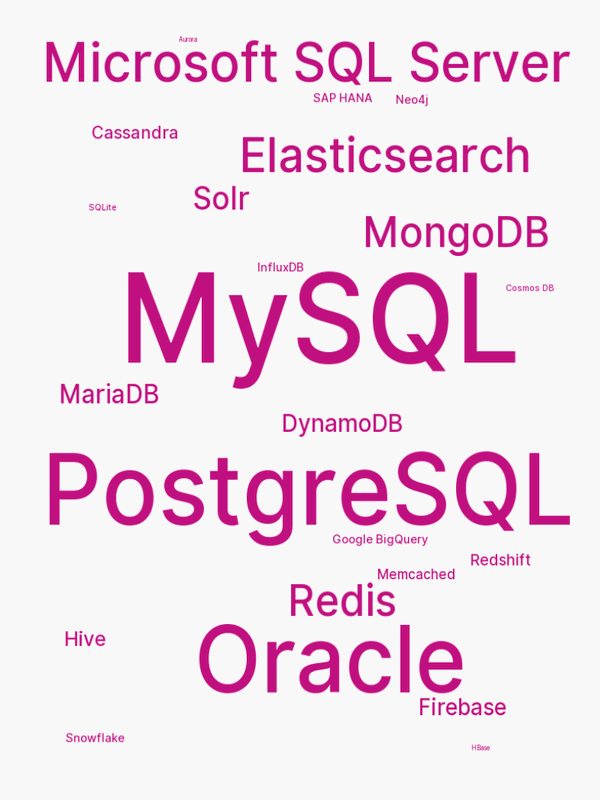 Aurora
Microsoft SQL Server
SAP HANA
Neo4j
Cassandra
Elasticsearch
Solr
SQLite
MongoDB
InfluxDB
Cosmos DB
MySQL
MariaDB
DynamoDB
PostgreSQL
Google BigQuery
Redshift
Memcached
Redis
Hive
Oracle
Firebase
Snowflake
HBase